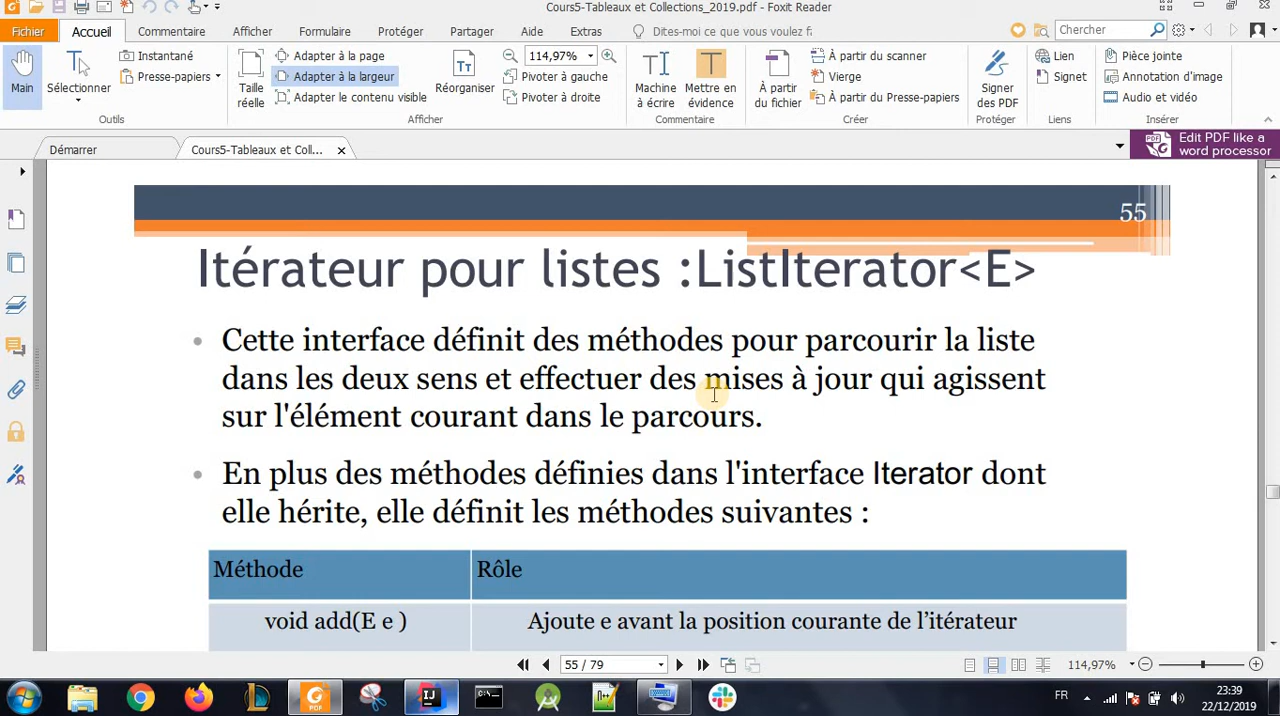 Cours5-Tableaux et Collections_2019.pdf - Foxit Reader
Fichier Accueil Commentaire Afficher Formulaire Protéger Partager Aide Extras Dites-moi ce que vous voulez f: Chercher
Main
Sélectionner
Instantané
Presse-papiers
Outils
Taille réelle
Adapter à la page
Adapter à la largeur
Adapter le contenu visible
Réorganiser
114,97%
Pivoter à gauche
Pivoter à droite
Afficher
Machine à écrire
Mettre en évidence
Commentaire
À partir du fichier
À partir du scanner
Vierge
À partir du Presse-papiers
Créer
Signer des PDF
Protéger
Lien
Signet
Liens
Pièce jointe
Annotation d'image
Audio et vidéo
Insérer
Démarrer Cours5-Tableaux et Coll...
Edit PDF like a
word processor
55
Itérateur pour listes :ListIterator<E>
• Cette interface définit des méthodes pour parcourir la liste
dans les deux sens et effectuer des mises à jour qui agissent
sur l'élément courant dans le parcours.
• En plus des méthodes définies dans l'interface Iterator dont
elle hérite, elle définit les méthodes suivantes :
Méthode Rôle
void add(E e ) Ajoute e avant la position courante de l’itérateur
55 / 79 114,97%
FR 23:39
22/12/2019